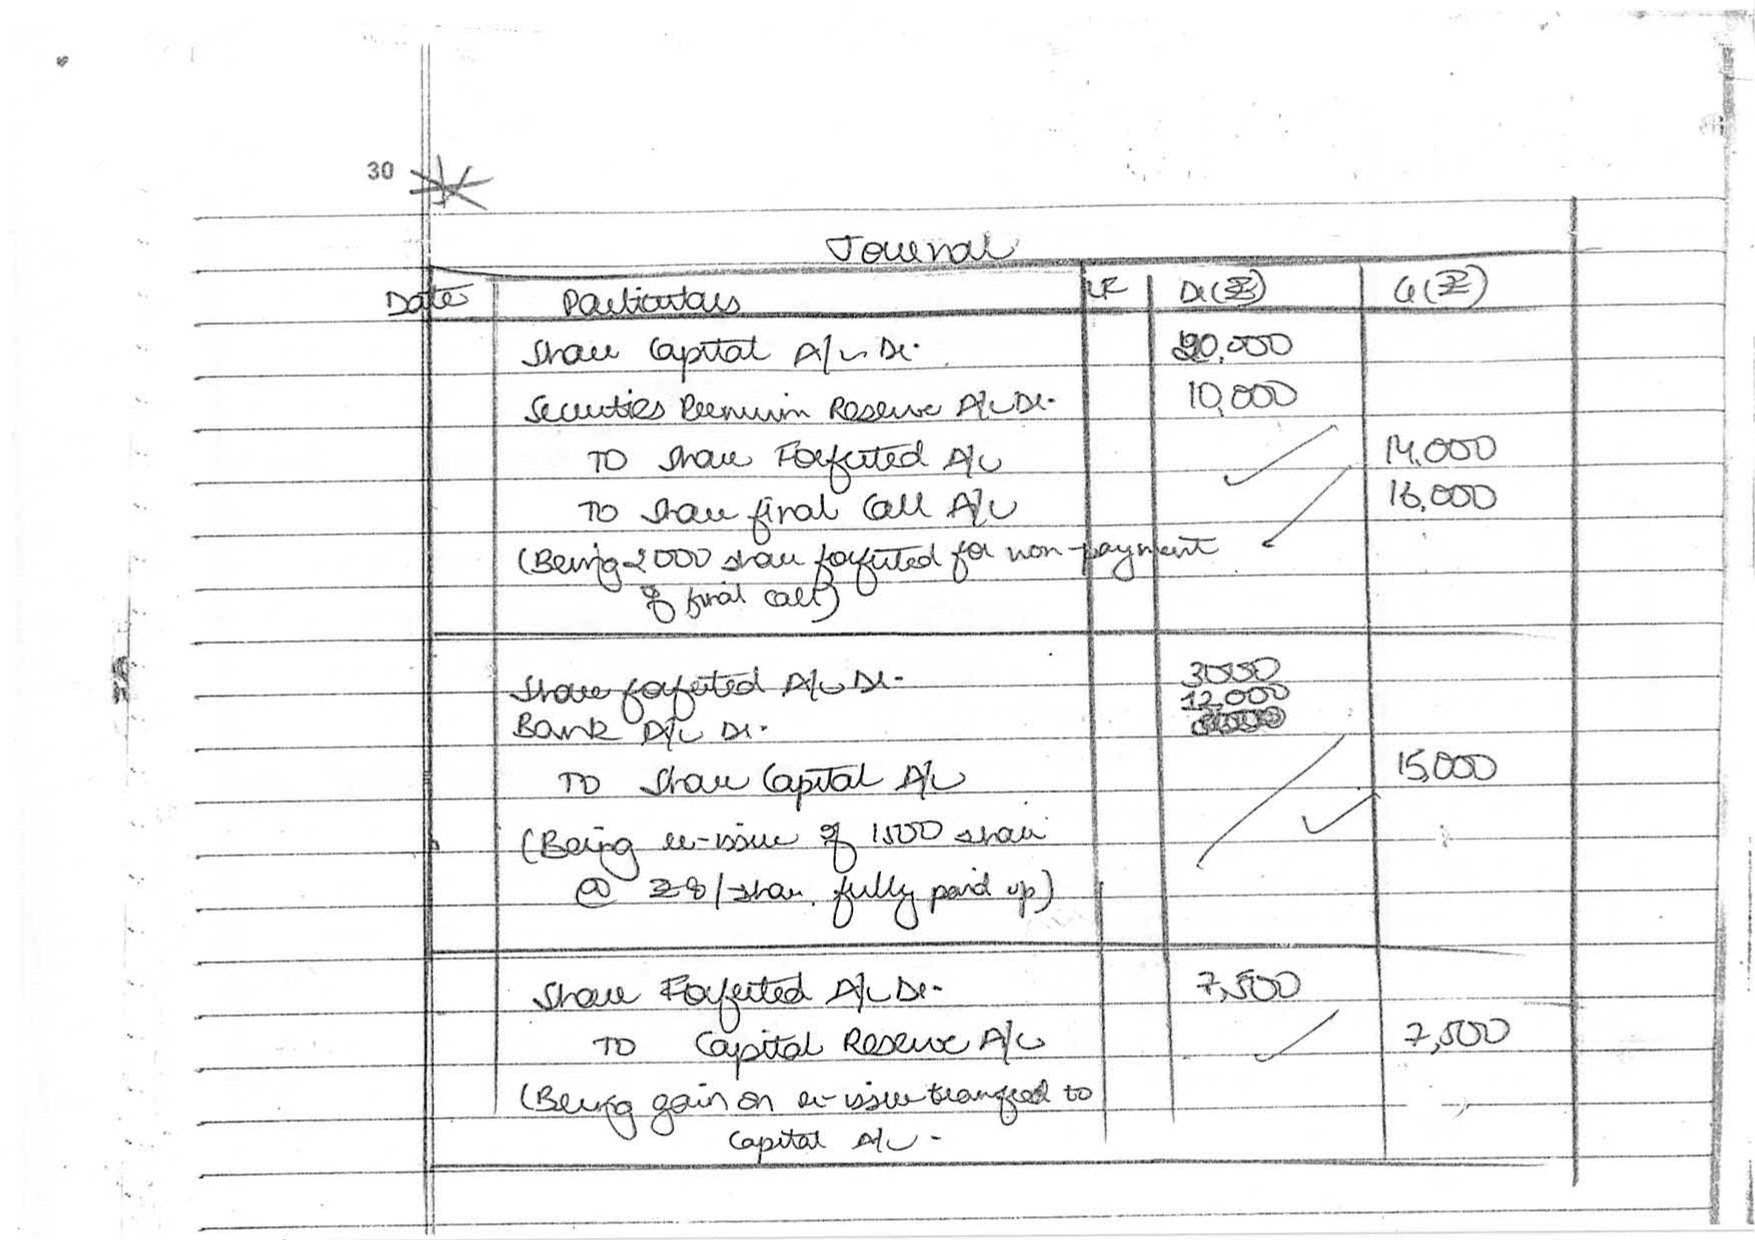 30
Journal
Date Particulars LF Dr(₹) Cr(₹)
Share Capital A/c Dr. 20,000
Securities Premium Reserve A/c Dr. 10,000
To Share Forfeited A/c 14,000
To Share final Call A/c 16,000
(Being 2000 share forfeited for non-payment
of final call)
Share forfeited A/c Dr. 3000
Bank A/c Dr. 12,000
To Share Capital A/c 15,000
(Being re-issue of 1500 share
@ ₹8/share, fully paid up)
Share Forfeited A/c Dr. 7,500
To Capital Reserve A/c 7,500
(Being gain on re-issue transfred to
Capital A/c.